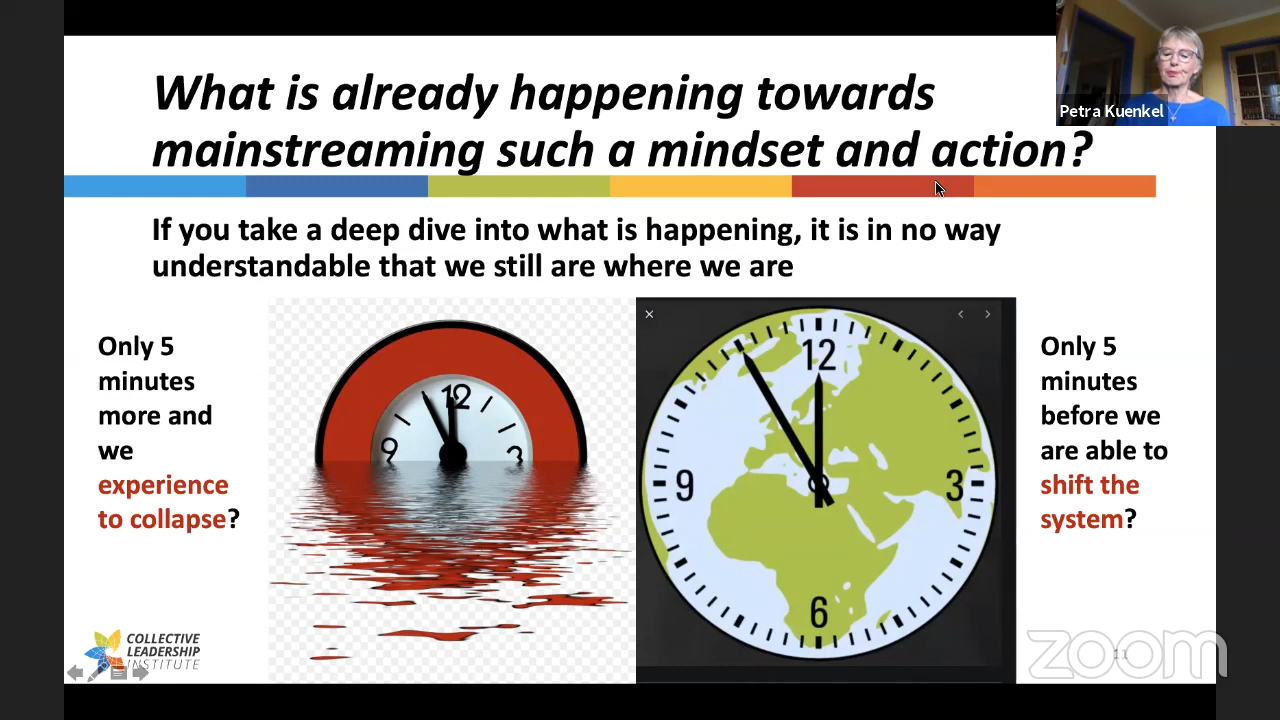 What is already happening towards
mainstreaming such a mindset and action?
Petra Kuenkel
If you take a deep dive into what is happening, it is in no way
understandable that we still are where we are
Only 5
minutes
more and
we
experience
to collapse?
12
9
3
12
9
3
6
Only 5
minutes
before we
are able to
shift the
system?
COLLECTIVE
LEADERSHIP
INSTITUTE
11
zoom